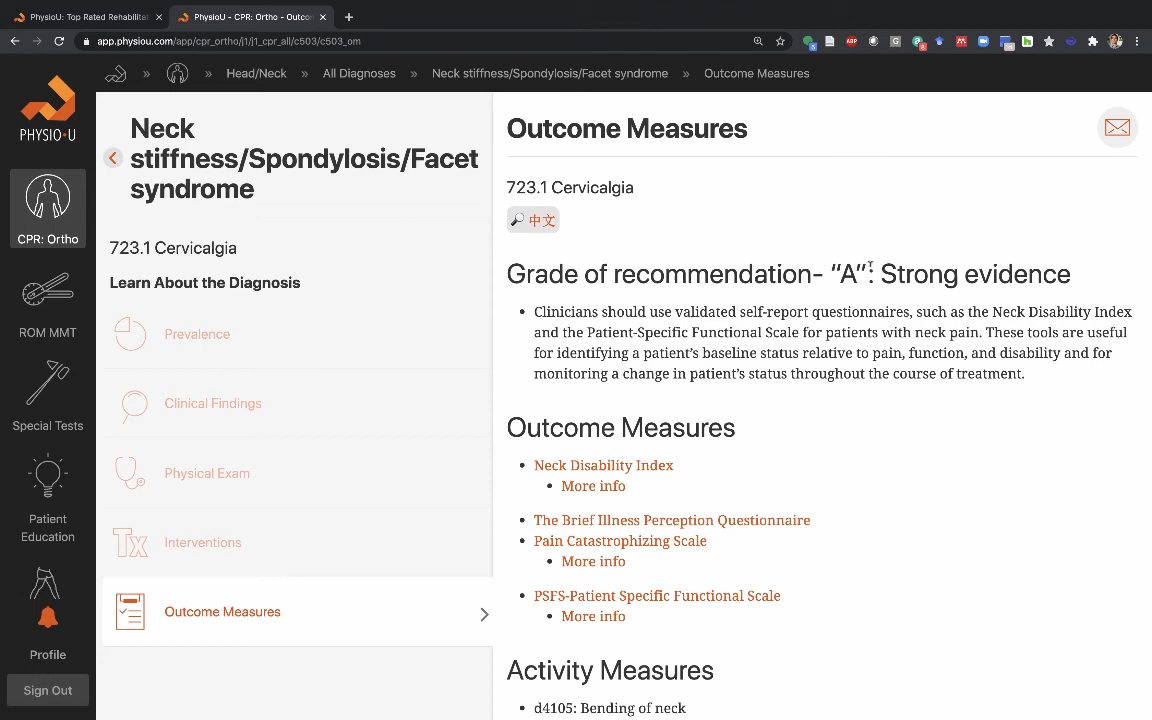 PhysioU: Top Rated Rehabilitat
PhysioU - CPR: Ortho - Outcor
app.physiou.com/app/cpr_ortho/j1/j1_cpr_all/c503/c503_om
» Head/Neck » All Diagnoses » Neck stiffness/Spondylosis/Facet syndrome » Outcome Measures
PHYSIO·U
CPR: Ortho
ROM MMT
Special Tests
Patient
Education
Profile
Sign Out
Neck
stiffness/Spondylosis/Facet
syndrome
723.1 Cervicalgia
Learn About the Diagnosis
Prevalence
Clinical Findings
Physical Exam
Tx Interventions
Outcome Measures
Outcome Measures
723.1 Cervicalgia
中文
Grade of recommendation- “A”: Strong evidence
• Clinicians should use validated self-report questionnaires, such as the Neck Disability Index
and the Patient-Specific Functional Scale for patients with neck pain. These tools are useful
for identifying a patient’s baseline status relative to pain, function, and disability and for
monitoring a change in patient’s status throughout the course of treatment.
Outcome Measures
• Neck Disability Index
• More info
• The Brief Illness Perception Questionnaire
• Pain Catastrophizing Scale
• More info
• PSFS-Patient Specific Functional Scale
• More info
Activity Measures
• d4105: Bending of neck